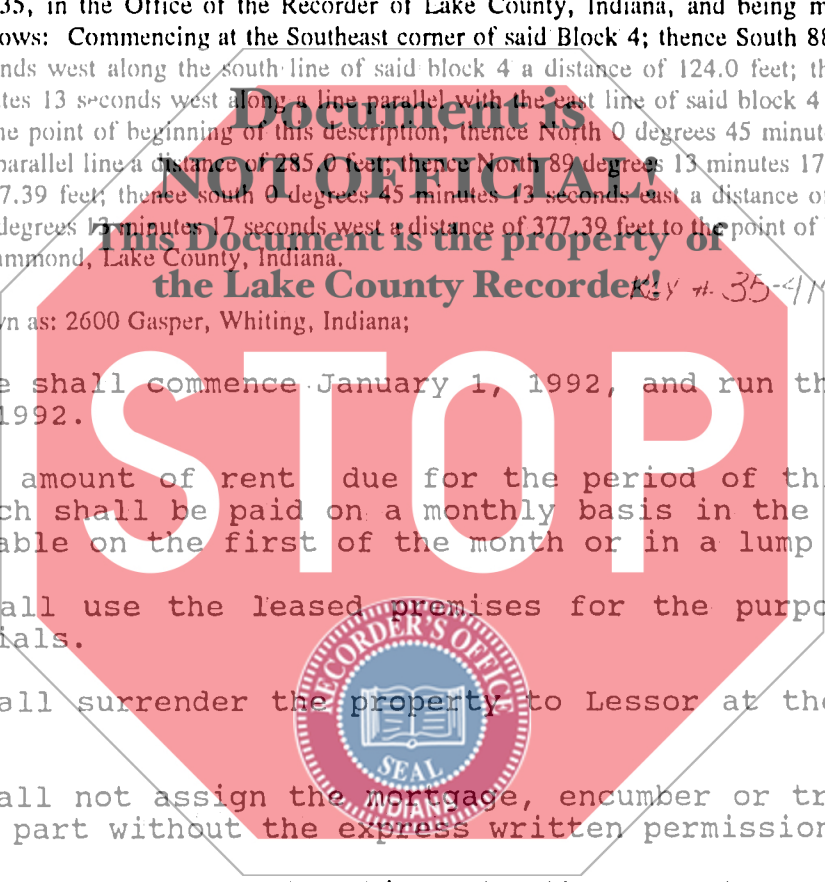 35, in the Office of the Recorder of Lake County, Indiana, and being m
ows: Commencing at the Southeast corner of said Block 4; thence South 88
nds west along the south line of said block 4 a distance of 124.0 feet; th
tes 13 seconds west along a line parallel with the east line of said block 4
Document is
he point of beginning of this description; thence North 0 degrees 45 minut
parallel line a distance of 285.0 feet; thence North 89 degrees 13 minutes 17
NOT OFFICIAL!
7.39 feet; thence south 0 degrees 45 minutes 13 seconds east a distance of
degrees 13 minutes 17 seconds west a distance of 377.39 feet to the point of
This Document is the property of
ammond, Lake County, Indiana.
the Lake County Recorder!
Key # 35-41
wn as: 2600 Gasper, Whiting, Indiana;
e shall commence January 1, 1992, and run th
1992.
STOP
amount of rent due for the period of th
ch shall be paid on a monthly basis in the
able on the first of the month or in a lump
all use the leased premises for the purpo
ials.
RECORDER'S OFFICE
all surrender the property to Lessor at the
SEAL
INDIANA
all not assign the mortgage, encumber or tr
part without the express written permission